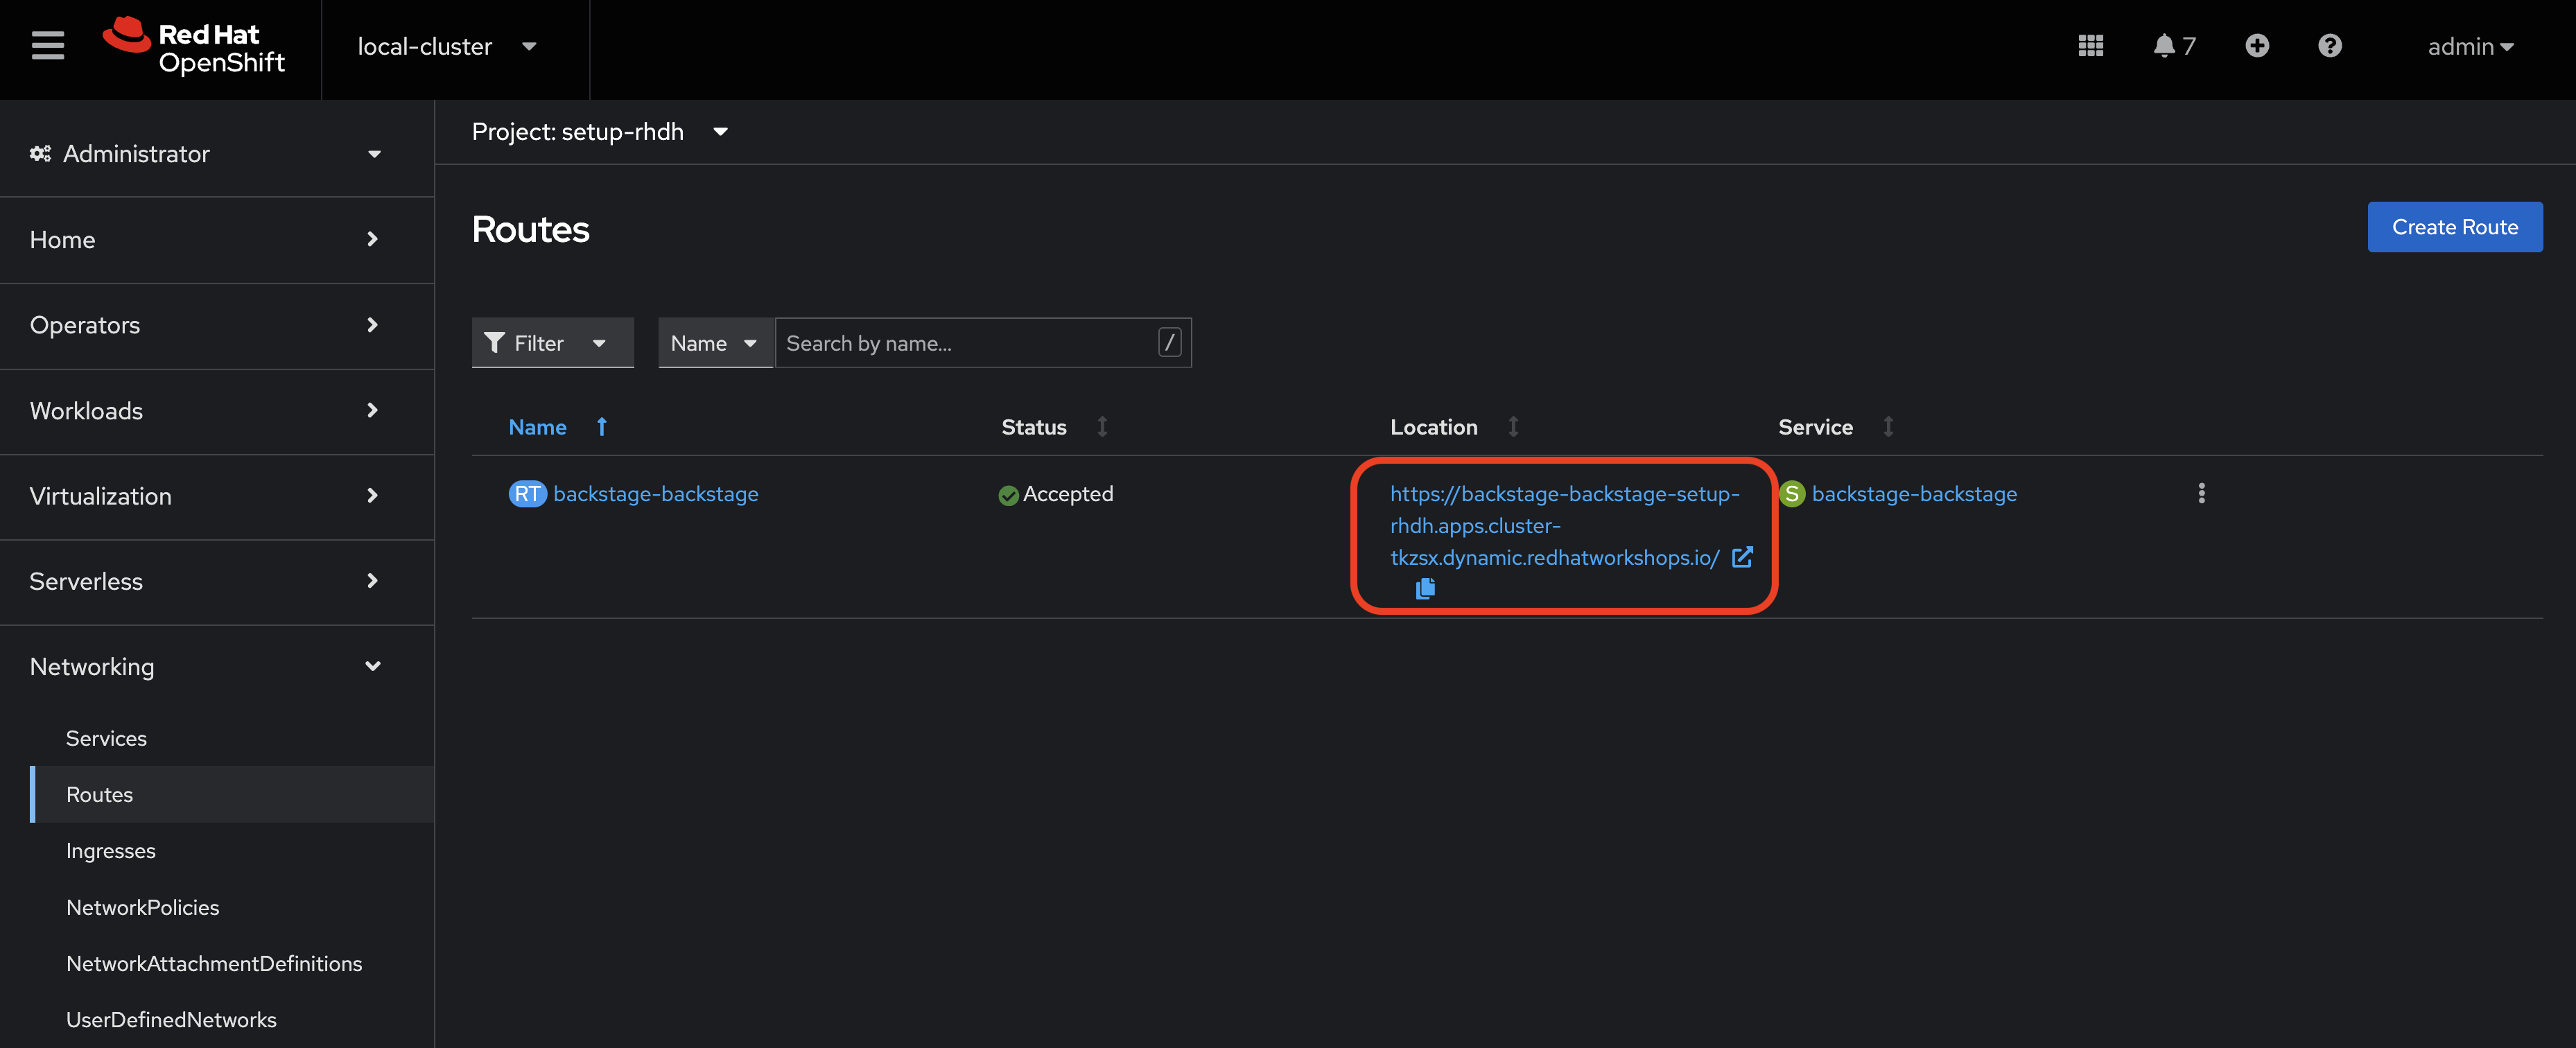 Red Hat
OpenShift
local-cluster
7
admin
Administrator
Home
Operators
Workloads
Virtualization
Serverless
Networking
Services
Routes
Ingresses
NetworkPolicies
NetworkAttachmentDefinitions
UserDefinedNetworks
Project: setup-rhdh
Routes
Create Route
Filter
Name
Search by name...
/
Name
Status
Location
Service
RT backstage-backstage
Accepted
https://backstage-backstage-setup-
rhdh.apps.cluster-
tkzsx.dynamic.redhatworkshops.io/
S backstage-backstage